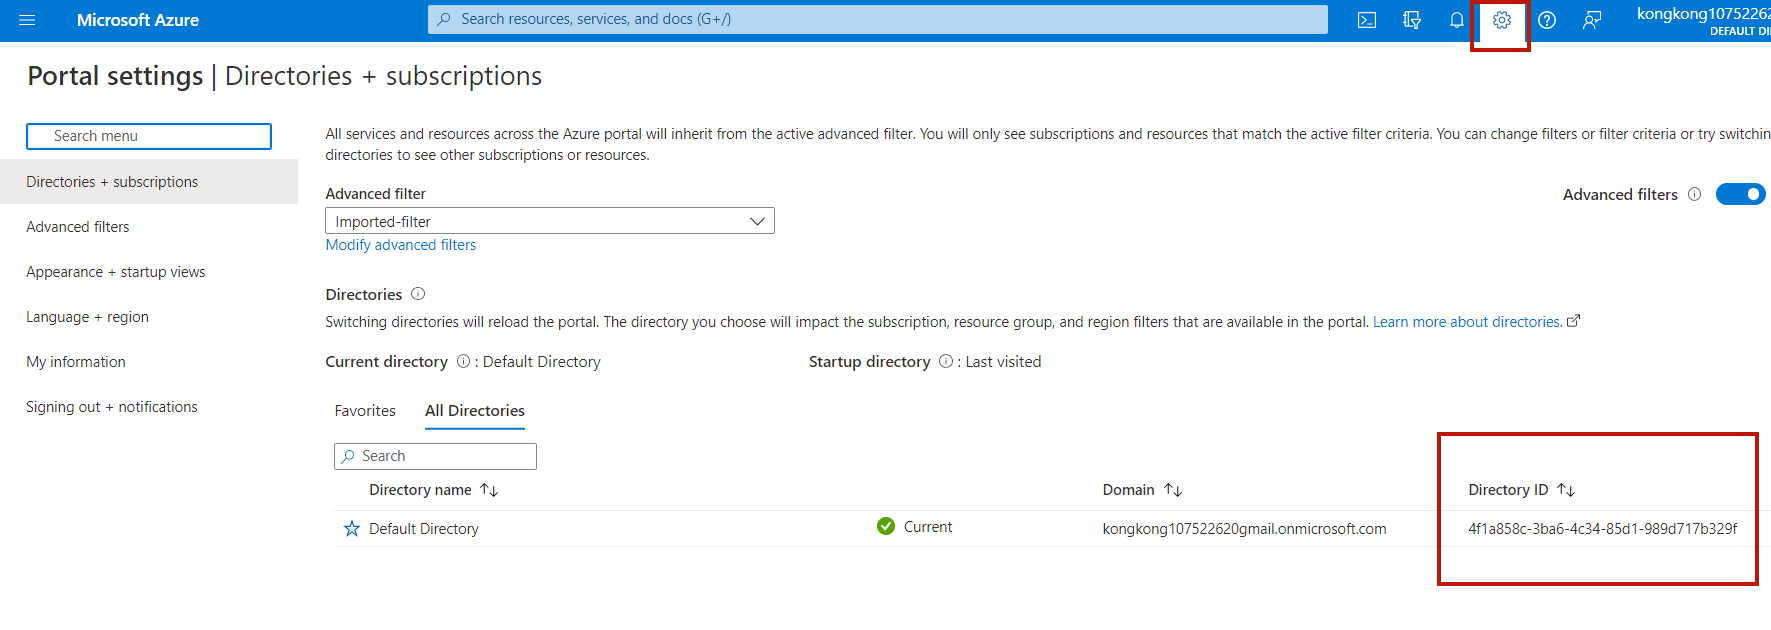 Microsoft Azure
Search resources, services, and docs (G+/)
kongkong10752262
DEFAULT DI
Portal settings | Directories + subscriptions
Search menu
Directories + subscriptions
Advanced filters
Appearance + startup views
Language + region
My information
Signing out + notifications
All services and resources across the Azure portal will inherit from the active advanced filter. You will only see subscriptions and resources that match the active filter criteria. You can change filters or filter criteria or try switchin
directories to see other subscriptions or resources.
Advanced filter
Advanced filters
Imported-filter
Modify advanced filters
Directories
Switching directories will reload the portal. The directory you choose will impact the subscription, resource group, and region filters that are available in the portal. Learn more about directories.
Current directory : Default Directory
Startup directory : Last visited
Favorites All Directories
Search
Directory name Domain Directory ID
Default Directory Current kongkong107522620gmail.onmicrosoft.com 4f1a858c-3ba6-4c34-85d1-989d717b329f